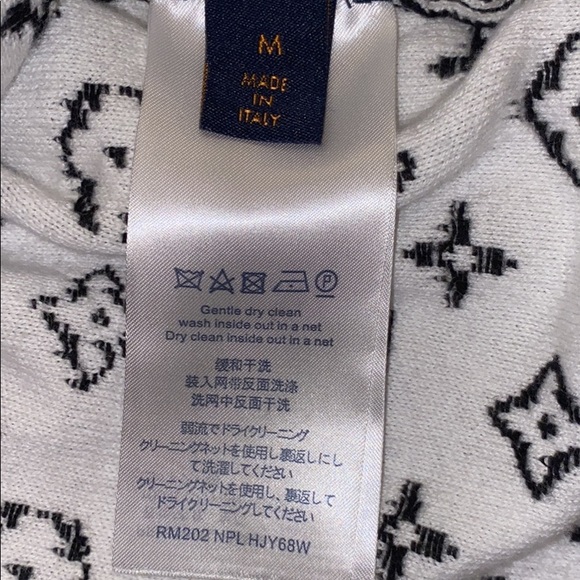 M
MADE
IN
ITALY
P
Gentle dry clean
wash inside out in a net
Dry clean inside out in a net
缓和干洗
装入网带反面洗涤
洗网中反面干洗
弱流でドライクリーニング
クリーニングネットを使用し裏返しにし
て洗濯してください
クリーニングネットを使用し、裏返して
ドライクリーニングしてください
RM202 NPL HJY68W